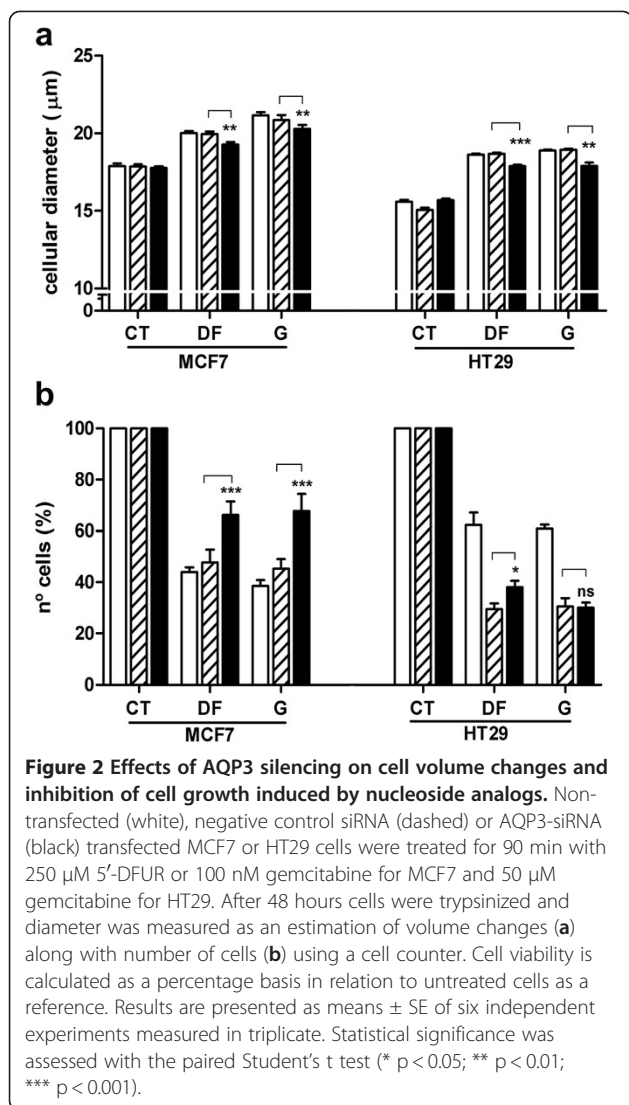 a
cellular diameter (μm)
25
20
15
10
0
** ** *** **
CT DF G CT DF G
MCF7 HT29
b
nº cells (%)
100
80
60
40
20
0
*** *** * ns
CT DF G CT DF G
MCF7 HT29
Figure 2 Effects of AQP3 silencing on cell volume changes and
inhibition of cell growth induced by nucleoside analogs. Non-
transfected (white), negative control siRNA (dashed) or AQP3-siRNA
(black) transfected MCF7 or HT29 cells were treated for 90 min with
250 μM 5′-DFUR or 100 nM gemcitabine for MCF7 and 50 μM
gemcitabine for HT29. After 48 hours cells were trypsinized and
diameter was measured as an estimation of volume changes (a)
along with number of cells (b) using a cell counter. Cell viability is
calculated as a percentage basis in relation to untreated cells as a
reference. Results are presented as means ± SE of six independent
experiments measured in triplicate. Statistical significance was
assessed with the paired Student's t test (* p < 0.05; ** p < 0.01;
*** p < 0.001).